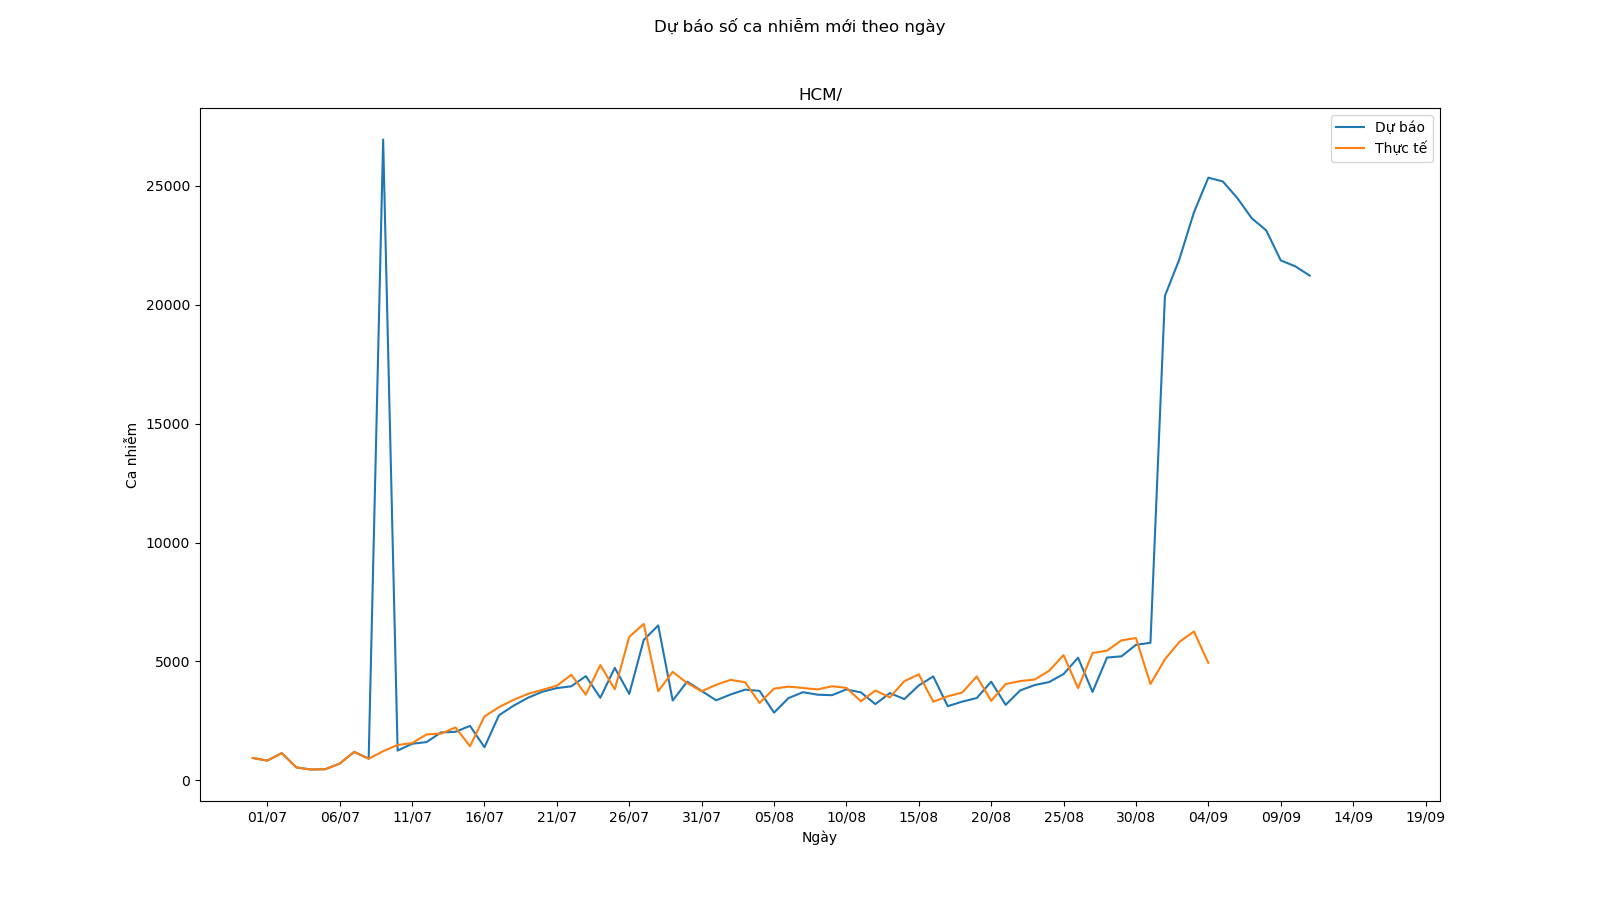 Dự báo số ca nhiễm mới theo ngày
HCM/
Dự báo
Thực tế
25000
20000
15000
10000
5000
0
Ca nhiễm
01/07 06/07 11/07 16/07 21/07 26/07 31/07 05/08 10/08 15/08 20/08 25/08 30/08 04/09 09/09 14/09 19/09
Ngày